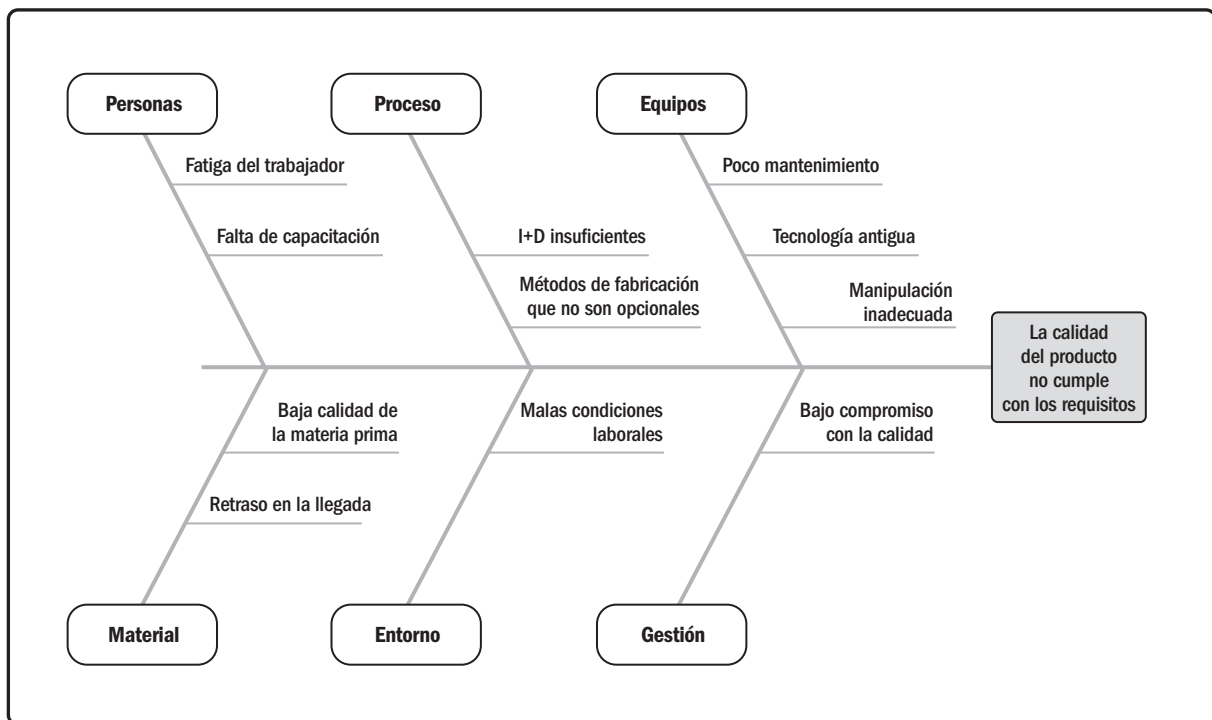 Personas
Proceso
Equipos
Fatiga del trabajador
Poco mantenimiento
Falta de capacitación
I+D insuficientes
Tecnología antigua
Métodos de fabricación
que no son opcionales
Manipulación
inadecuada
La calidad
del producto
no cumple
con los requisitos
Baja calidad de
la materia prima
Malas condiciones
laborales
Bajo compromiso
con la calidad
Retraso en la llegada
Material
Entorno
Gestión